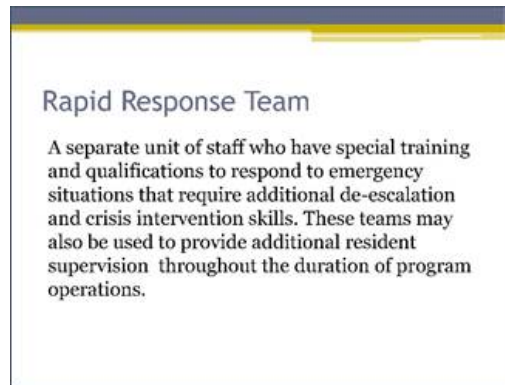 Rapid Response Team
A separate unit of staff who have special training
and qualifications to respond to emergency
situations that require additional de-escalation
and crisis intervention skills. These teams may
also be used to provide additional resident
supervision  throughout the duration of program
operations.